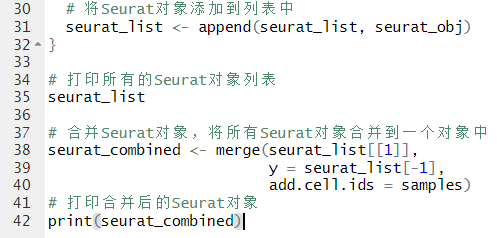 30 # 将Seurat对象添加到列表中
31 seurat_list <- append(seurat_list, seurat_obj)
32 }
33
34 # 打印所有的Seurat对象列表
35 seurat_list
36
37 # 合并Seurat对象，将所有Seurat对象合并到一个对象中
38 seurat_combined <- merge(seurat_list[[1]],
39 y = seurat_list[-1],
40 add.cell.ids = samples)
41 # 打印合并后的Seurat对象
42 print(seurat_combined)